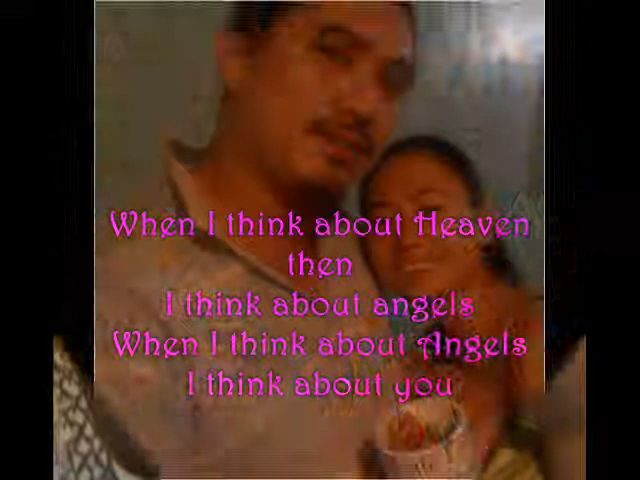 When I think about Heaven
then
I think about angels
When I think about Angels
I think about you